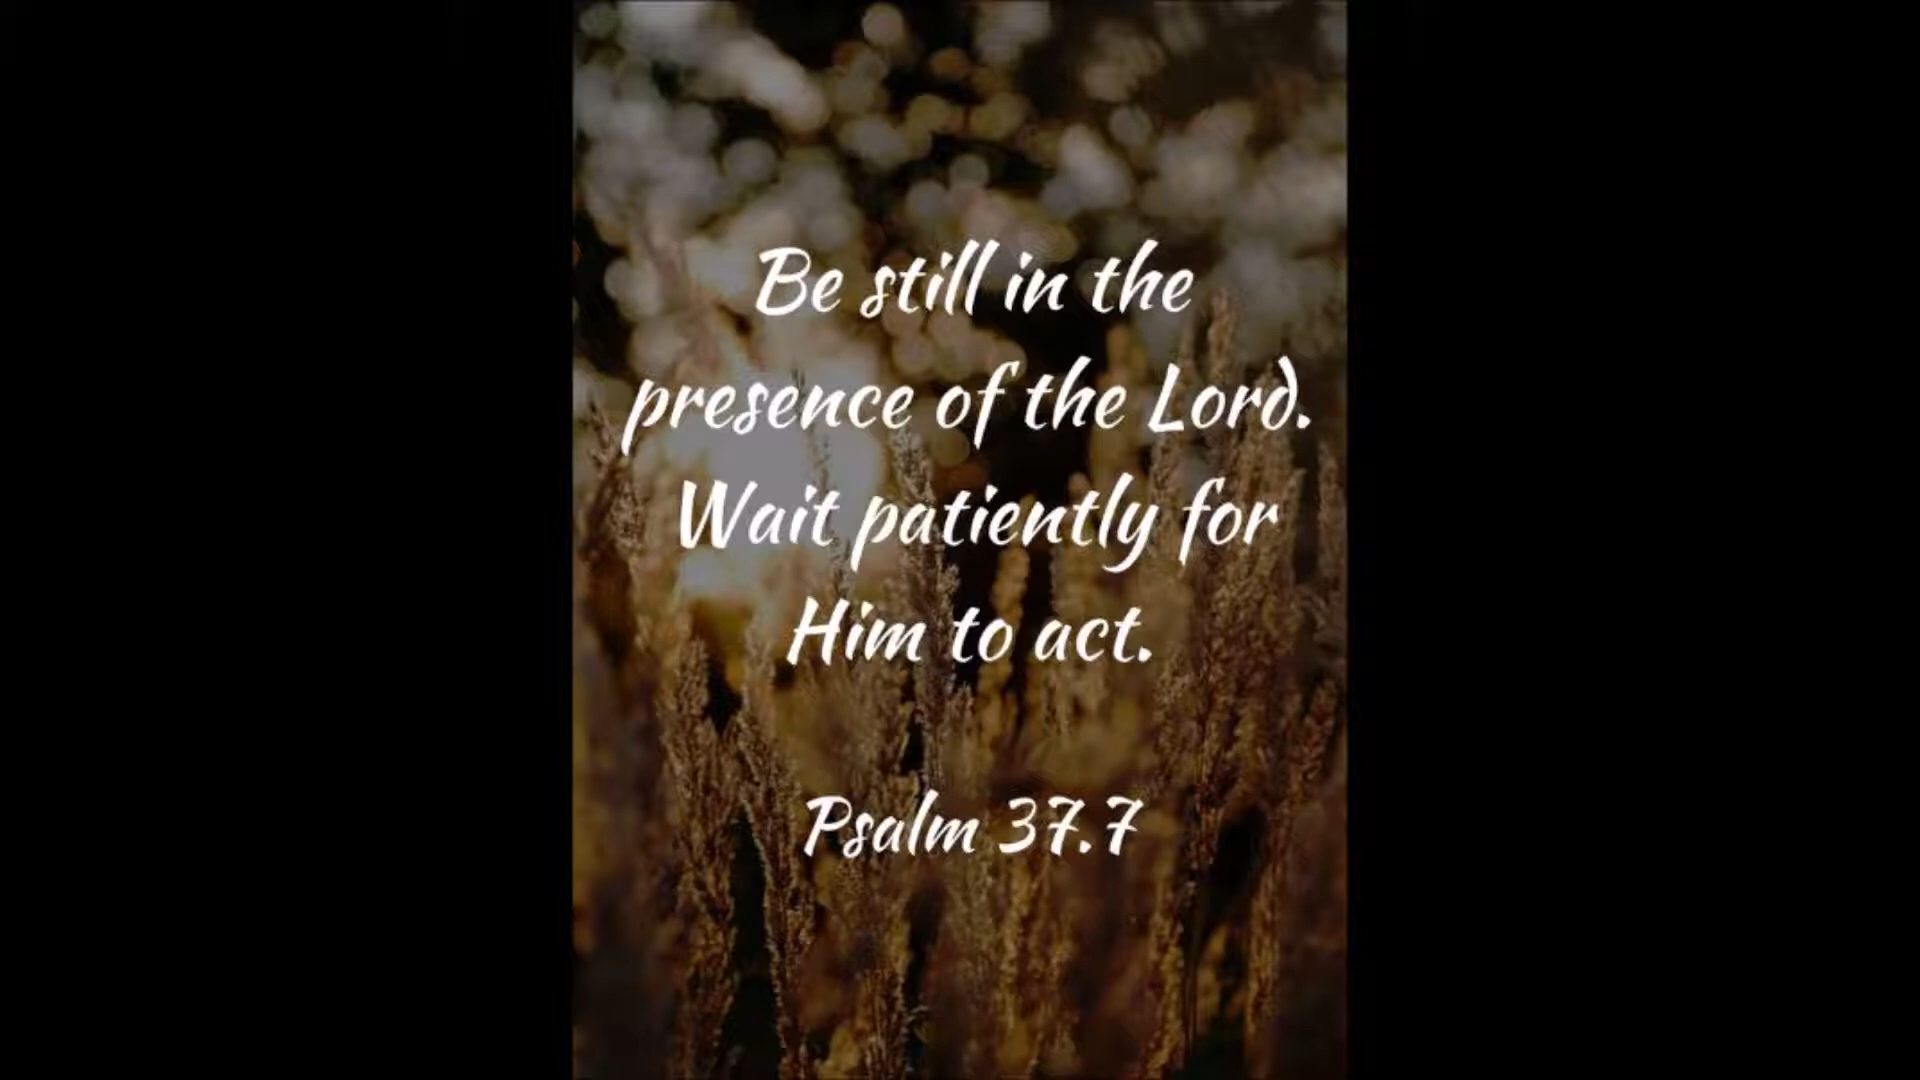 Be still in the
presence of the Lord.
Wait patiently for
Him to act.
Psalm 37.7